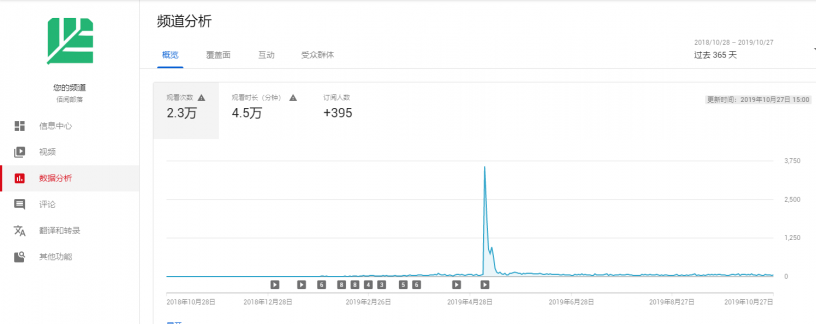 频道分析
概览 覆盖面 互动 受众群体
2018/10/28 – 2019/10/27
过去 365 天
您的频道
佰阅部落
信息中心
视频
数据分析
评论
翻译和转录
其他功能
观看次数 观看时长（分钟） 订阅人数
2.3万 4.5万 +395
更新时间：2019年10月27日 15:00
3,750
2,500
1,250
0
6 8 8 4 3 5 6
2018年10月28日 2018年12月28日 2019年2月26日 2019年4月28日 2019年6月28日 2019年8月27日 2019年10月27日